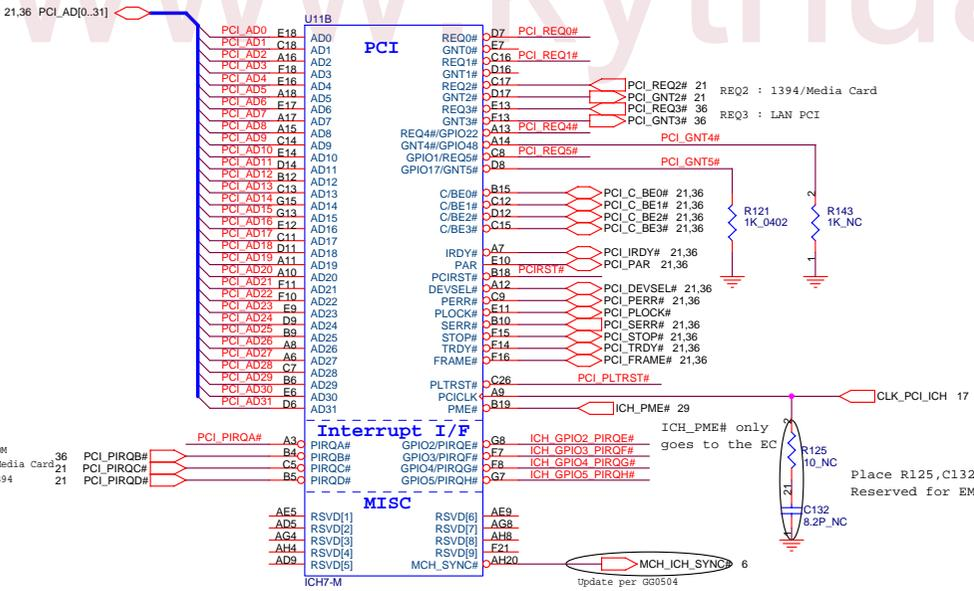 www.kythua
21,36 PCI_AD[0..31]
U11B
PCI
PCI_AD0 E18 AD0
PCI_AD1 C18 AD1
PCI_AD2 A16 AD2
PCI_AD3 F18 AD3
PCI_AD4 E16 AD4
PCI_AD5 A18 AD5
PCI_AD6 E17 AD6
PCI_AD7 A17 AD7
PCI_AD8 A15 AD8
PCI_AD9 C14 AD9
PCI_AD10 E14 AD10
PCI_AD11 D14 AD11
PCI_AD12 B12 AD12
PCI_AD13 C13 AD13
PCI_AD14 G15 AD14
PCI_AD15 G13 AD15
PCI_AD16 E12 AD16
PCI_AD17 C11 AD17
PCI_AD18 D11 AD18
PCI_AD19 A11 AD19
PCI_AD20 A10 AD20
PCI_AD21 F11 AD21
PCI_AD22 F10 AD22
PCI_AD23 E9 AD23
PCI_AD24 D9 AD24
PCI_AD25 B9 AD25
PCI_AD26 A8 AD26
PCI_AD27 A6 AD27
PCI_AD28 C7 AD28
PCI_AD29 B6 AD29
PCI_AD30 E6 AD30
PCI_AD31 D6 AD31
REQ0# D7 PCI_REQ0#
GNT0# E7
REQ1# C16 PCI_REQ1#
GNT1# D16
REQ2# C17 PCI_REQ2# 21
GNT2# D17 PCI_GNT2# 21
REQ3# E13 PCI_REQ3# 36
GNT3# F13 PCI_GNT3# 36
REQ4#/GPIO22 A13 PCI_REQ4#
GNT4#/GPIO48 A14 PCI_GNT4#
GPIO1/REQ5# C8 PCI_REQ5#
GPIO17/GNT5# D8 PCI_GNT5#
REQ2 : 1394/Media Card
REQ3 : LAN PCI
C/BE0# B15 PCI_C_BE0# 21,36
C/BE1# C12 PCI_C_BE1# 21,36
C/BE2# D12 PCI_C_BE2# 21,36
C/BE3# C15 PCI_C_BE3# 21,36
2 R121 1K_0402
2 R143 1K_NC 1
IRDY# A7 PCI_IRDY# 21,36
PAR E10 PCI_PAR 21,36
PCIRST# B18 PCIRST#
DEVSEL# A12 PCI_DEVSEL# 21,36
PERR# C9 PCI_PERR# 21,36
PLOCK# E11 PCI_PLOCK#
SERR# B10 PCI_SERR# 21,36
STOP# F15 PCI_STOP# 21,36
TRDY# F14 PCI_TRDY# 21,36
FRAME# F16 PCI_FRAME# 21,36
PLTRST# C26 PCI_PLTRST#
PCICLK A9 CLK_PCI_ICH 17
PME# B19 ICH_PME# 29
ICH_PME# only
goes to the EC
Interrupt I/F
PCI_PIRQA# A3 PIRQA#
36 PCI_PIRQB# B4 PIRQB#
Media Card 21 PCI_PIRQC# C5 PIRQC#
394 21 PCI_PIRQD# B5 PIRQD#
GPIO2/PIRQE# G8 ICH_GPIO2_PIRQE#
GPIO3/PIRQF# F7 ICH_GPIO3_PIRQF#
GPIO4/PIRQG# F8 ICH_GPIO4_PIRQG#
GPIO5/PIRQH# G7 ICH_GPIO5_PIRQH#
2 R125 10_NC
21
C132 8.2P_NC
Place R125,C132
Reserved for EM
MISC
AE5 RSVD[1]
AD5 RSVD[2]
AG4 RSVD[3]
AH4 RSVD[4]
AD9 RSVD[5]
RSVD[6] AE9
RSVD[7] AG8
RSVD[8] AH8
RSVD[9] F21
MCH_SYNC# AH20 MCH_ICH_SYNC# 6
Update per GG0504
ICH7-M